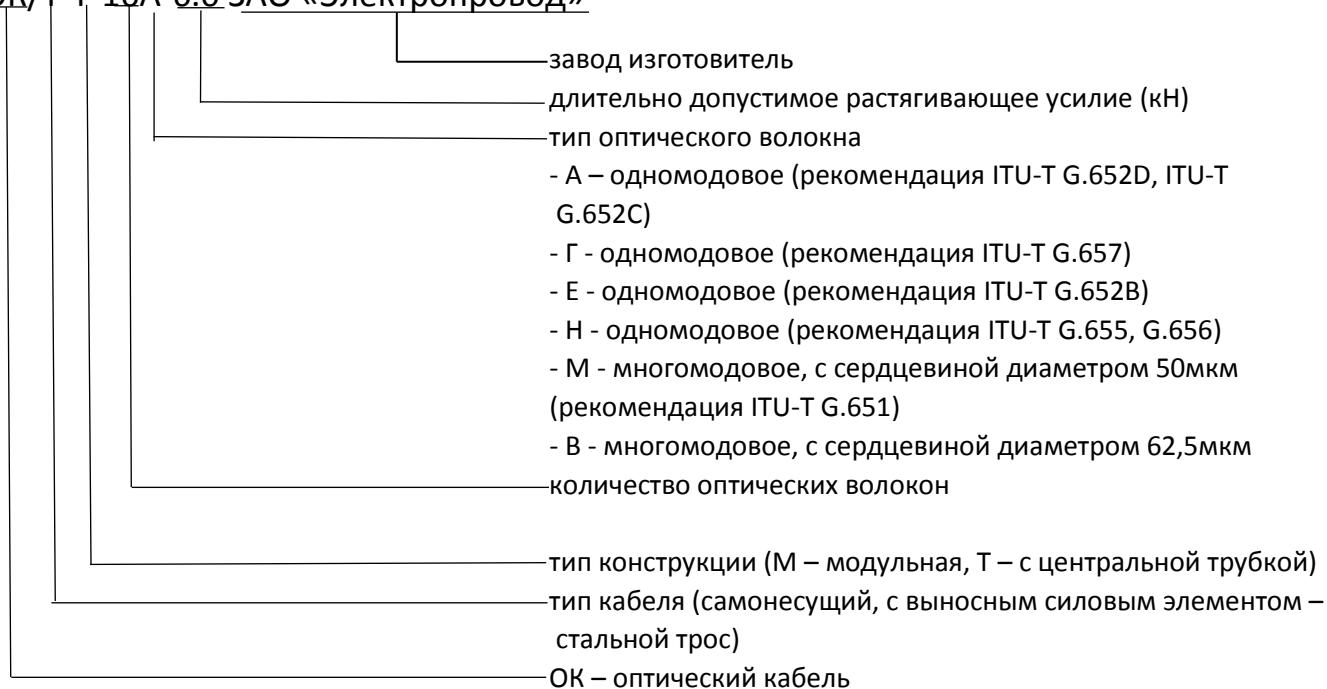 ЗАО «Электропровод»
завод изготовитель
длительно допустимое растягивающее усилие (кН)
тип оптического волокна
- А – одномодовое (рекомендация ITU-T G.652D, ITU-T
G.652C)
- Г - одномодовое (рекомендация ITU-T G.657)
- Е - одномодовое (рекомендация ITU-T G.652B)
- Н - одномодовое (рекомендация ITU-T G.655, G.656)
- М - многомодовое, с сердцевиной диаметром 50мкм
(рекомендация ITU-T G.651)
- В - многомодовое, с сердцевиной диаметром 62,5мкм
количество оптических волокон
тип конструкции (М – модульная, Т – с центральной трубкой)
тип кабеля (самонесущий, с выносным силовым элементом –
стальной трос)
ОК – оптический кабель